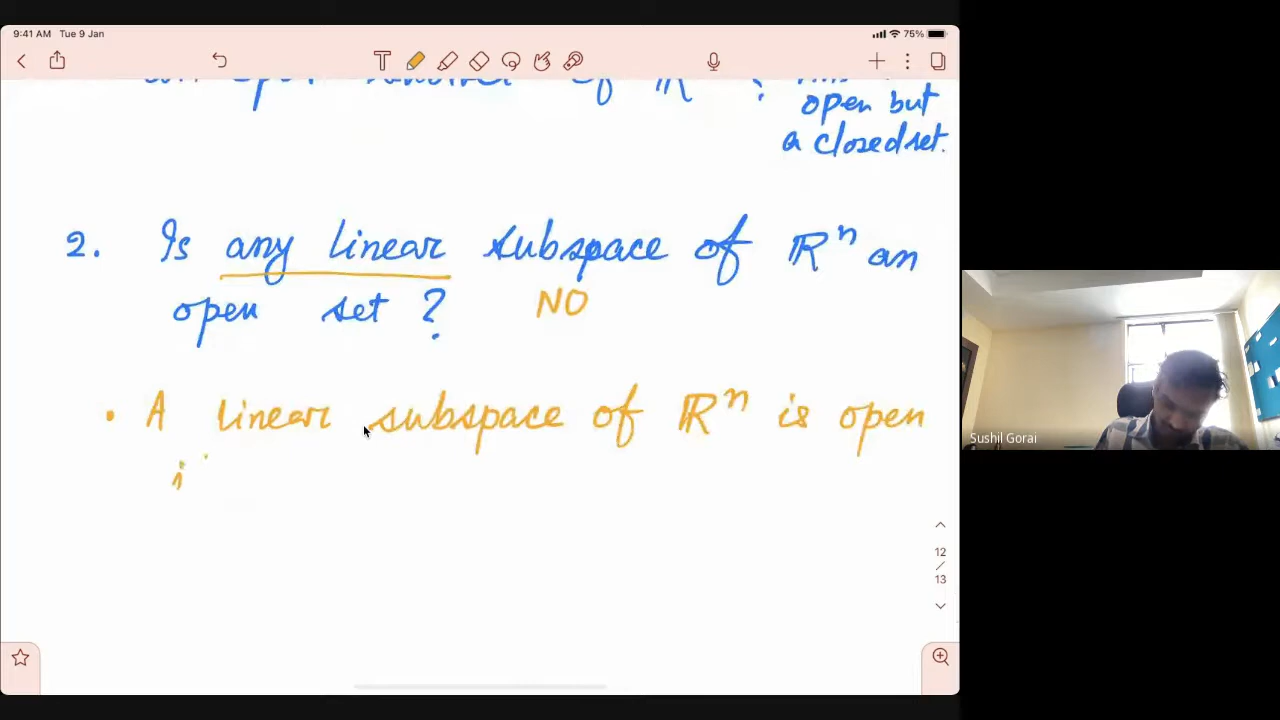 9:41 AM Tue 9 Jan
75%
T
open but
a closed set.
2. Is any linear subspace of ℝⁿ an
open set? NO
• A linear subspace of ℝⁿ is open
i
12
/
13
Sushil Gorai